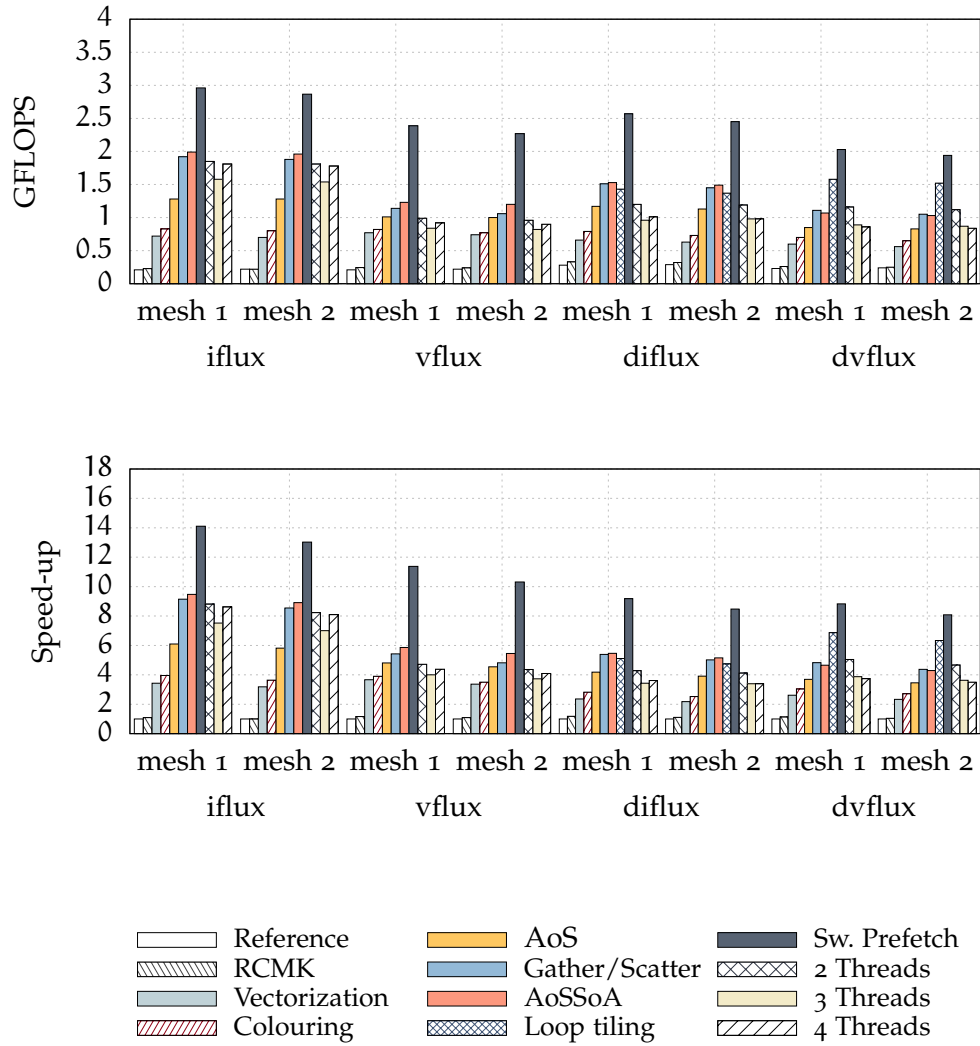 4
3.5
3
2.5
2
1.5
1
0.5
0
GFLOPS
mesh 1 mesh 2 mesh 1 mesh 2 mesh 1 mesh 2 mesh 1 mesh 2
iflux vflux diflux dvflux
18
16
14
12
10
8
6
4
2
0
Speed-up
mesh 1 mesh 2 mesh 1 mesh 2 mesh 1 mesh 2 mesh 1 mesh 2
iflux vflux diflux dvflux
Reference AoS Sw. Prefetch
RCMK Gather/Scatter 2 Threads
Vectorization AoSSoA 3 Threads
Colouring Loop tiling 4 Threads